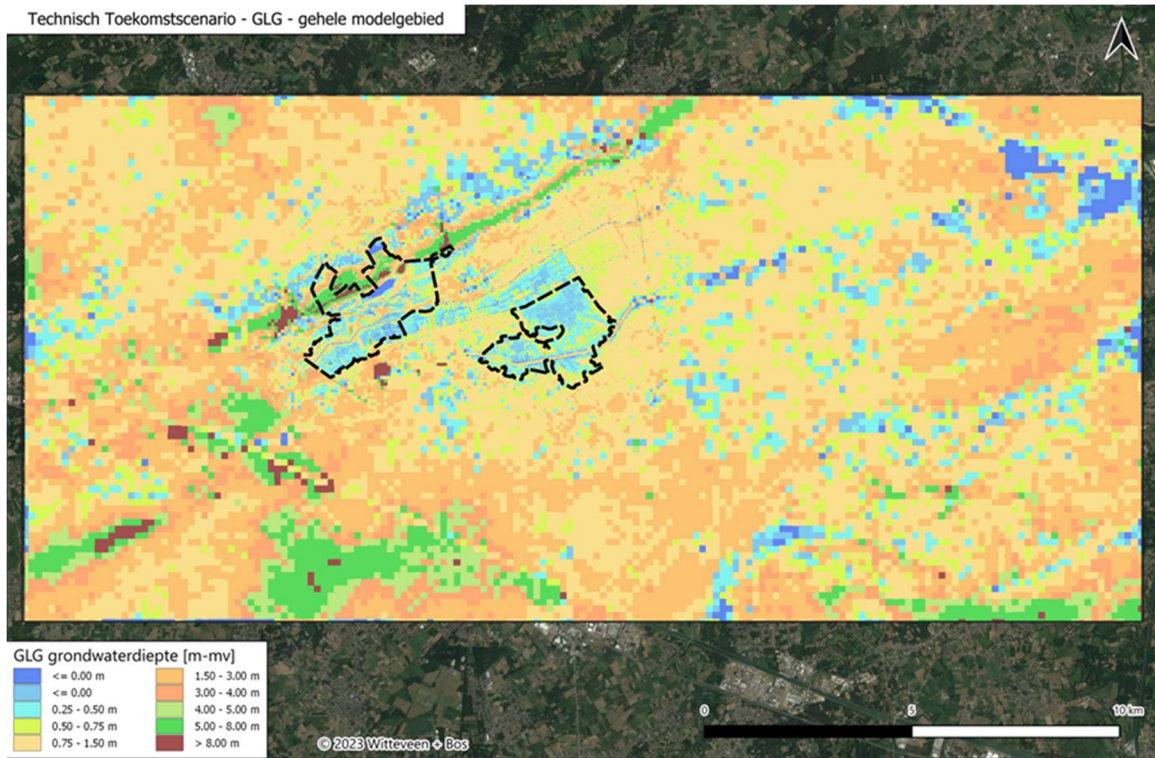 Technisch Toekomstscenario - GLG - gehele modelgebied
GLG grondwaterdiepte [m-mv]
<= 0.00 m
<= 0.00
0.25 - 0.50 m
0.50 - 0.75 m
0.75 - 1.50 m
1.50 - 3.00 m
3.00 - 4.00 m
4.00 - 5.00 m
5.00 - 8.00 m
> 8.00 m
© 2023 Witteveen + Bos
0
5
10 km